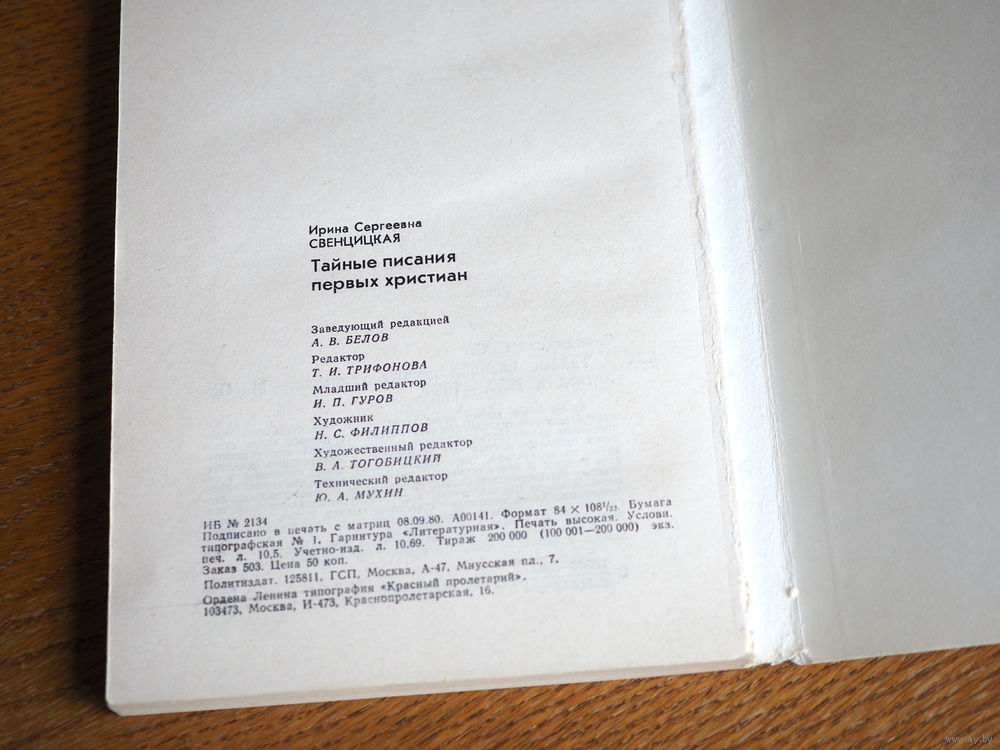 Ирина Сергеевна
СВЕНЦИЦКАЯ
Тайные писания
первых христиан
Заведующий редакцией
А. В. БЕЛОВ
Редактор
Т. И. ТРИФОНОВА
Младший редактор
И. П. ГУРОВ
Художник
Н. С. ФИЛИППОВ
Художественный редактор
В. А. ТОГОБИЦКИЙ
Технический редактор
Ю. А. МУХИН
ИБ № 2134
Подписано в печать с матриц 08.09.80. А00141. Формат 84 × 108¹/₃₂. Бумага
типографская № 1. Гарнитура «Литературная». Печать высокая. Условн.
печ. л. 10,5. Учетно-изд. л. 10,69. Тираж 200 000 (100 001—200 000) экз.
Заказ 503. Цена 50 коп.
Политиздат. 125811, ГСП, Москва, А-47, Миусская пл., 7.
Ордена Ленина типография «Красный пролетарий».
103473, Москва, И-473, Краснопролетарская, 16.
www.ay.by